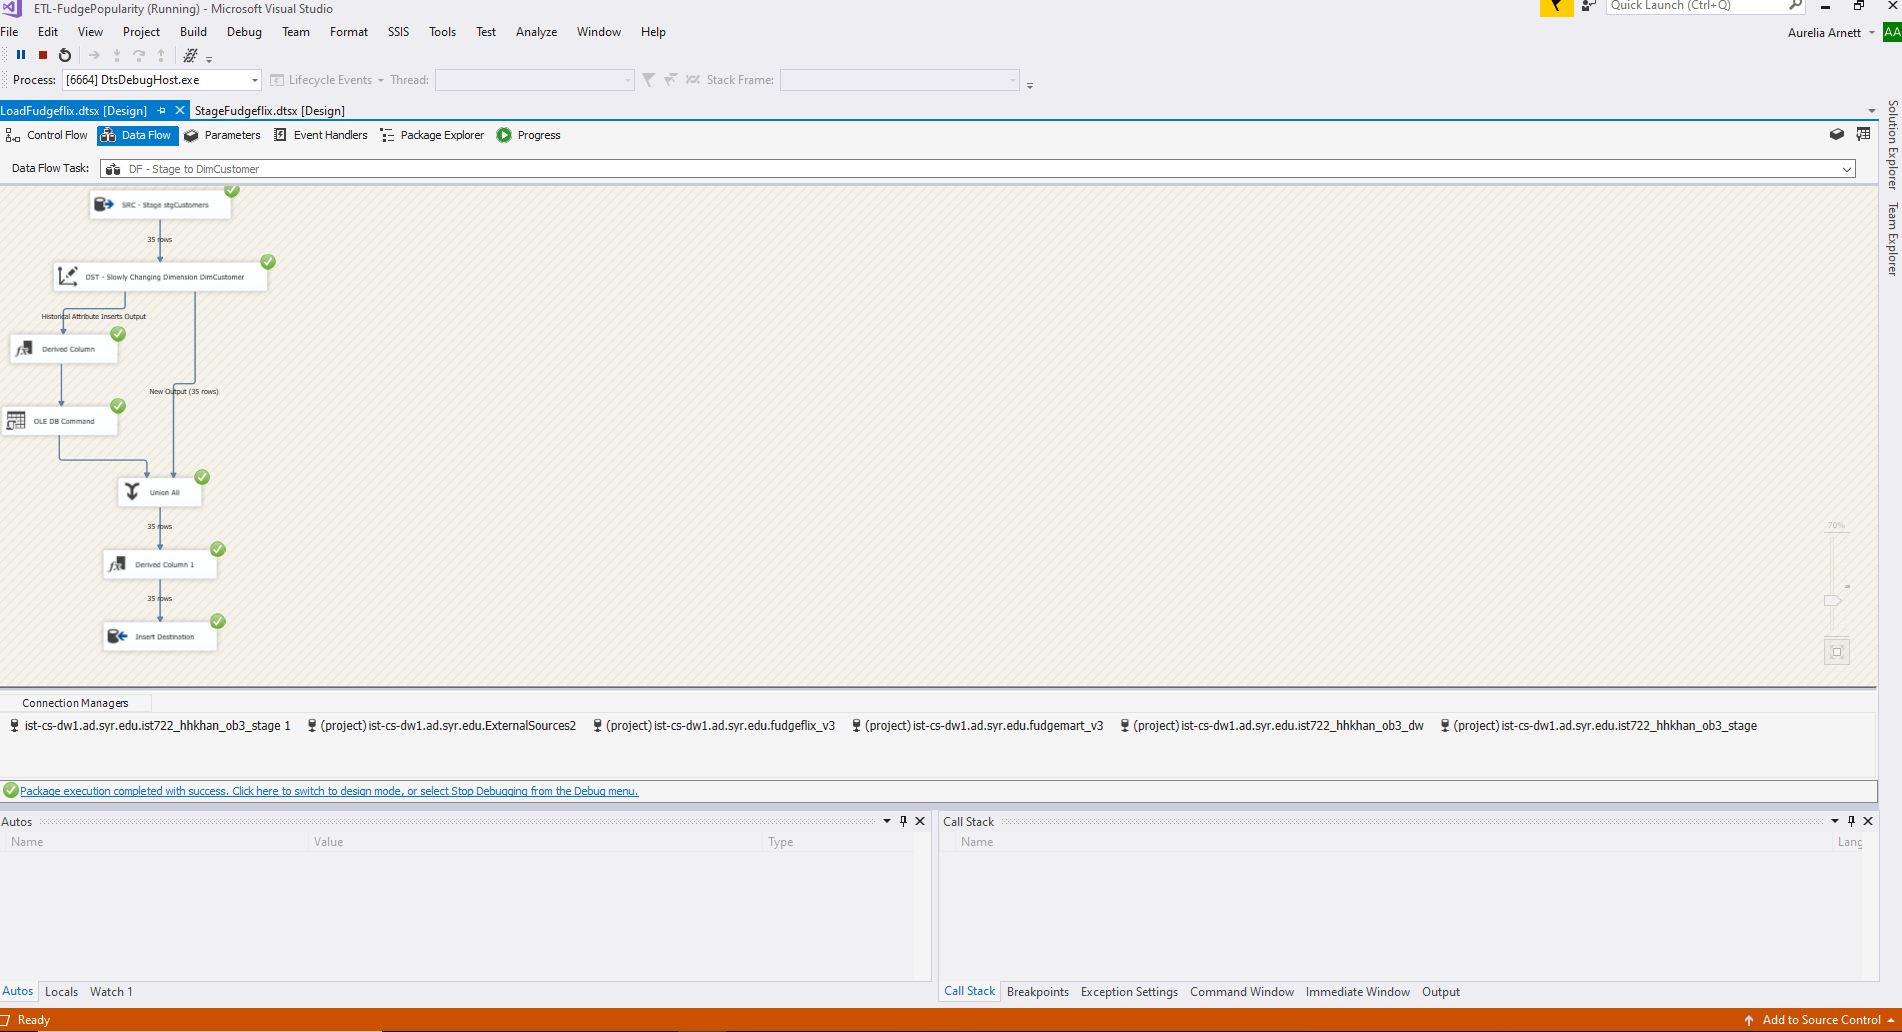 ETL-FudgePopularity (Running) - Microsoft Visual Studio
Quick Launch (Ctrl+Q)
File Edit View Project Build Debug Team Format SSIS Tools Test Analyze Window Help
Aurelia Arnett AA
Process: [6664] DtsDebugHost.exe Lifecycle Events Thread: Stack Frame:
LoadFudgeflix.dtsx [Design] StageFudgeflix.dtsx [Design]
Control Flow Data Flow Parameters Event Handlers Package Explorer Progress
Data Flow Task: DF - Stage to DimCustomer
Solution Explorer
Team Explorer
SRC - Stage stgCustomers
35 rows
DST - Slowly Changing Dimension DimCustomer
Historical Attribute Inserts Output
Derived Column
New Output (35 rows)
OLE DB Command
Union All
35 rows
Derived Column 1
35 rows
Insert Destination
70%
Connection Managers
ist-cs-dw1.ad.syr.edu.ist722_hhkhan_ob3_stage 1 (project) ist-cs-dw1.ad.syr.edu.ExternalSources2 (project) ist-cs-dw1.ad.syr.edu.fudgeflix_v3 (project) ist-cs-dw1.ad.syr.edu.fudgemart_v3 (project) ist-cs-dw1.ad.syr.edu.ist722_hhkhan_ob3_dw (project) ist-cs-dw1.ad.syr.edu.ist722_hhkhan_ob3_stage
Package execution completed with success. Click here to switch to design mode, or select Stop Debugging from the Debug menu.
Autos
Name Value Type
Call Stack
Name Lang
Autos Locals Watch 1
Call Stack Breakpoints Exception Settings Command Window Immediate Window Output
Ready
Add to Source Control